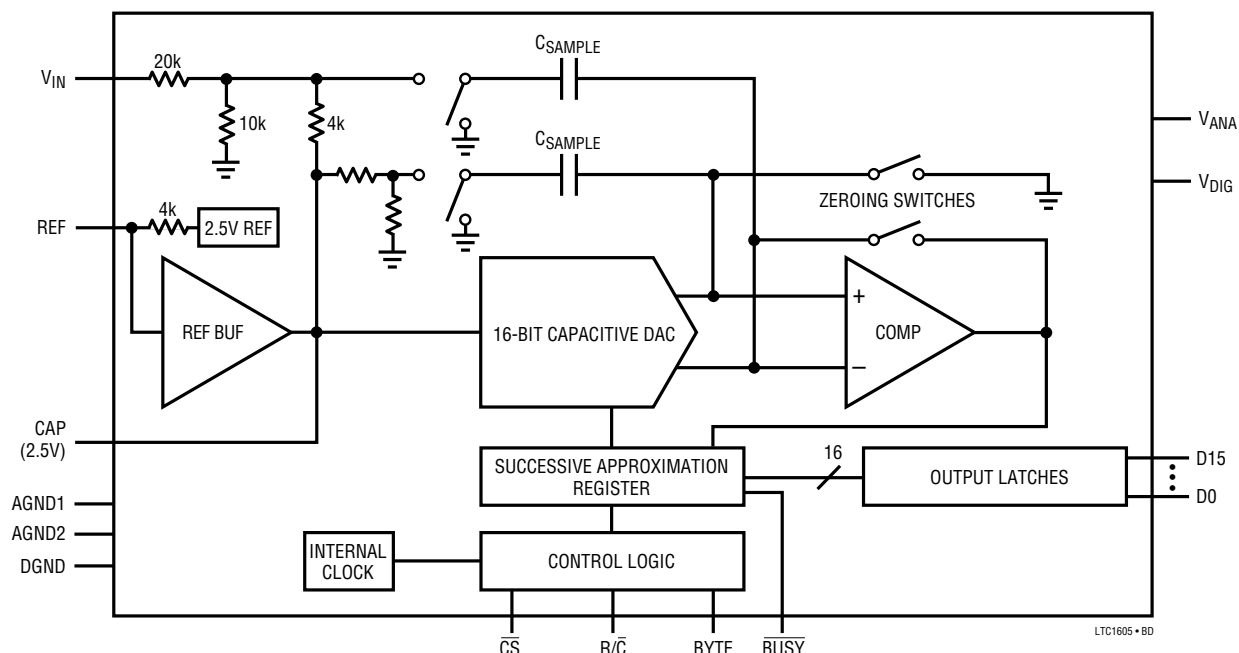 C_SAMPLE
V_IN
20k
10k
4k
V_ANA
C_SAMPLE
V_DIG
ZEROING SWITCHES
REF
4k
2.5V REF
REF BUF
16-BIT CAPACITIVE DAC
+
–
COMP
CAP
(2.5V)
SUCCESSIVE APPROXIMATION
REGISTER
16
OUTPUT LATCHES
D15
D0
AGND1
AGND2
DGND
INTERNAL
CLOCK
CONTROL LOGIC
C̅S̅
R/C̅
BYTE
B̅U̅S̅Y̅
LTC1605 • BD